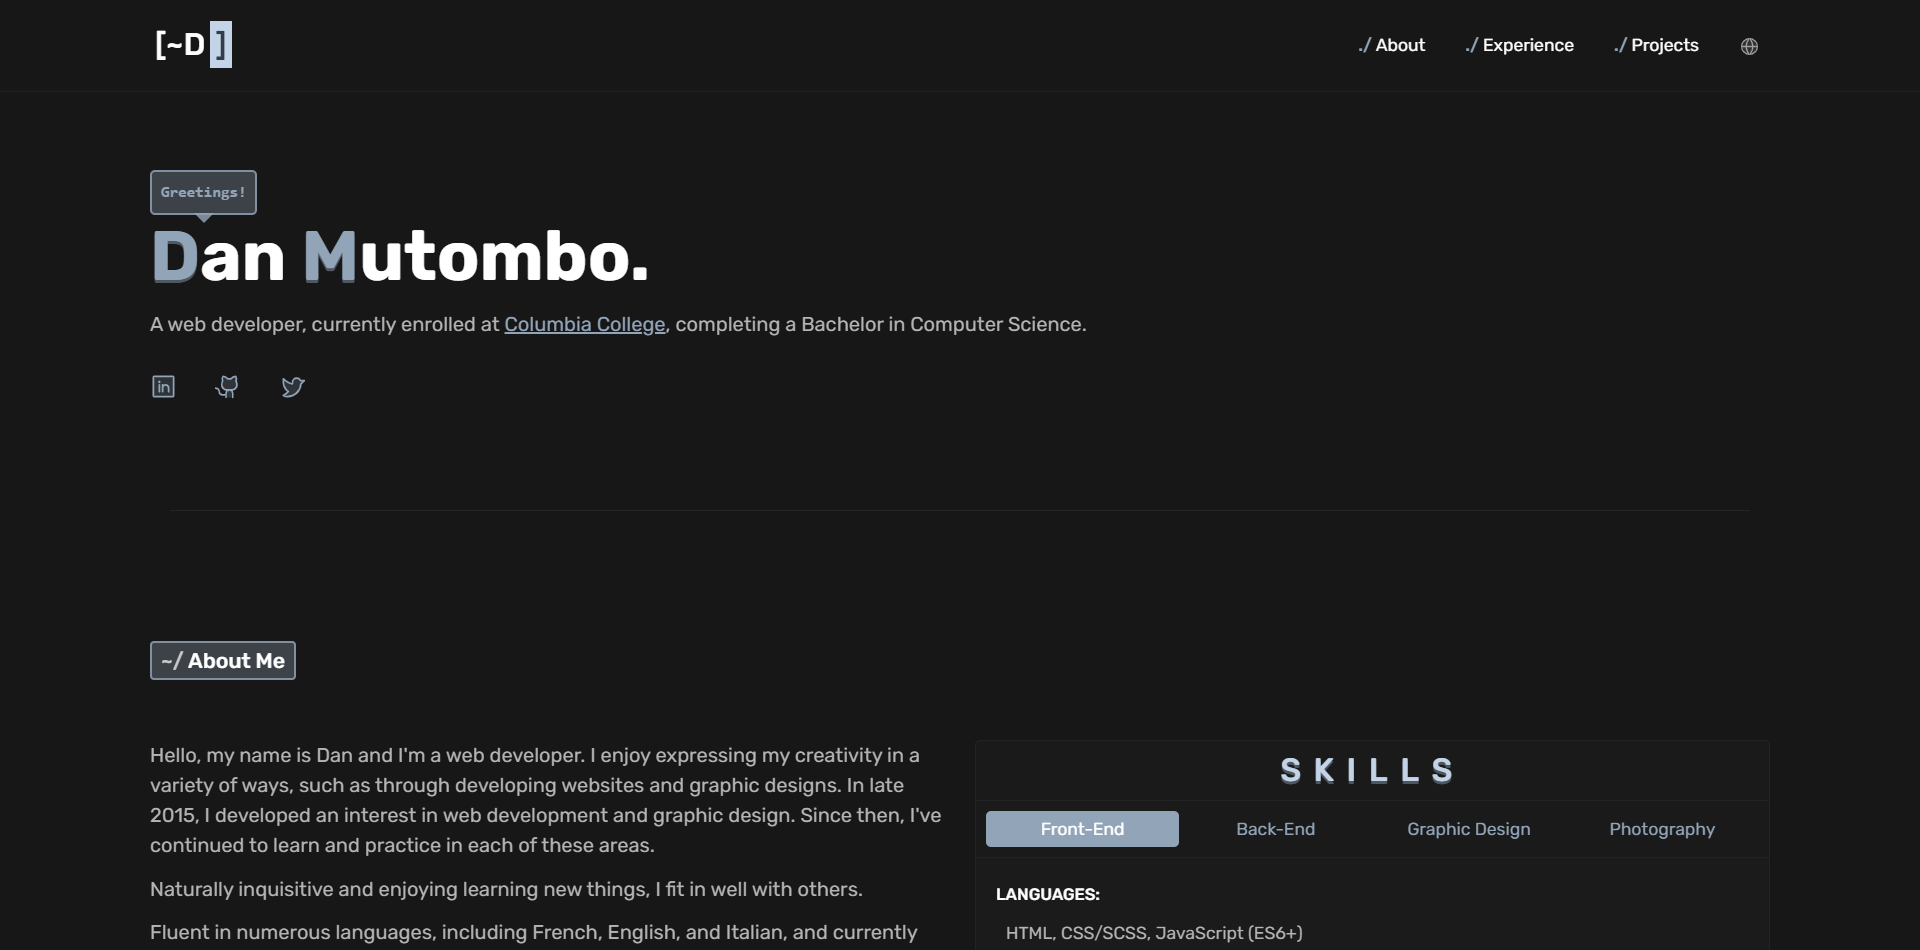 [~D]
./ About ./ Experience ./ Projects
Greetings!
Dan Mutombo.
A web developer, currently enrolled at Columbia College, completing a Bachelor in Computer Science.
in
~/ About Me
Hello, my name is Dan and I'm a web developer. I enjoy expressing my creativity in a
variety of ways, such as through developing websites and graphic designs. In late
2015, I developed an interest in web development and graphic design. Since then, I've
continued to learn and practice in each of these areas.
Naturally inquisitive and enjoying learning new things, I fit in well with others.
Fluent in numerous languages, including French, English, and Italian, and currently
SKILLS
Front-End Back-End Graphic Design Photography
LANGUAGES:
HTML, CSS/SCSS, JavaScript (ES6+)